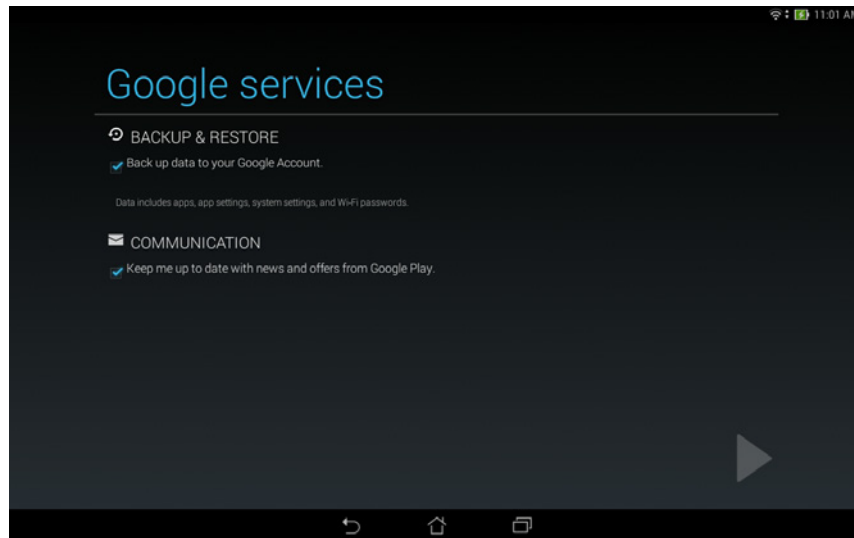 11:01 AM
Google services
BACKUP & RESTORE
Back up data to your Google Account.
Data includes apps, app settings, system settings, and Wi-Fi passwords.
COMMUNICATION
Keep me up to date with news and offers from Google Play.